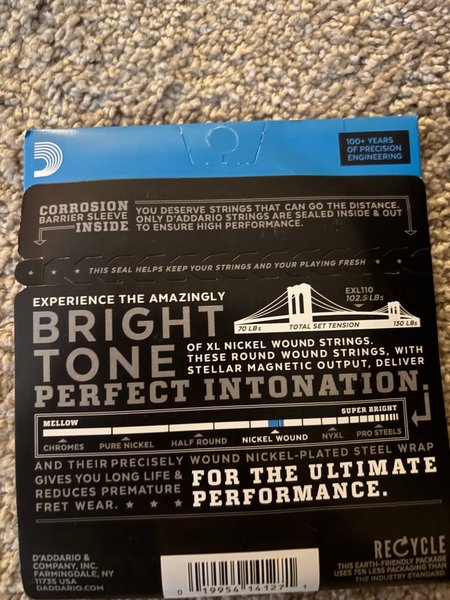 100+ YEARS
OF PRECISION
ENGINEERING
CORROSION
BARRIER SLEEVE
INSIDE
YOU DESERVE STRINGS THAT CAN GO THE DISTANCE.
ONLY D'ADDARIO STRINGS ARE SEALED INSIDE & OUT
TO ENSURE HIGH PERFORMANCE.
★ ★ ★ THIS SEAL HELPS KEEP YOUR STRINGS AND YOUR PLAYING FRESH ★ ★ ★
EXPERIENCE THE AMAZINGLY
BRIGHT
TONE
EXL110
102.5 LBs
70 LBs
TOTAL SET TENSION
130 LBs
OF XL NICKEL WOUND STRINGS.
THESE ROUND WOUND STRINGS, WITH
STELLAR MAGNETIC OUTPUT, DELIVER
PERFECT INTONATION.
MELLOW
SUPER BRIGHT
CHROMES
PURE NICKEL
HALF ROUND
NICKEL WOUND
NYXL
PRO STEELS
AND THEIR PRECISELY WOUND NICKEL-PLATED STEEL WRAP
GIVES YOU LONG LIFE &
REDUCES PREMATURE
FRET WEAR. ★ ★ ★
FOR THE ULTIMATE
PERFORMANCE.
D'ADDARIO &
COMPANY, INC.
FARMINGDALE, NY
11735 USA
DADDARIO.COM
0 19954 14127 1
RECYCLE
THIS EARTH-FRIENDLY PACKAGE
USES 75% LESS PACKAGING THAN
THE INDUSTRY STANDARD.